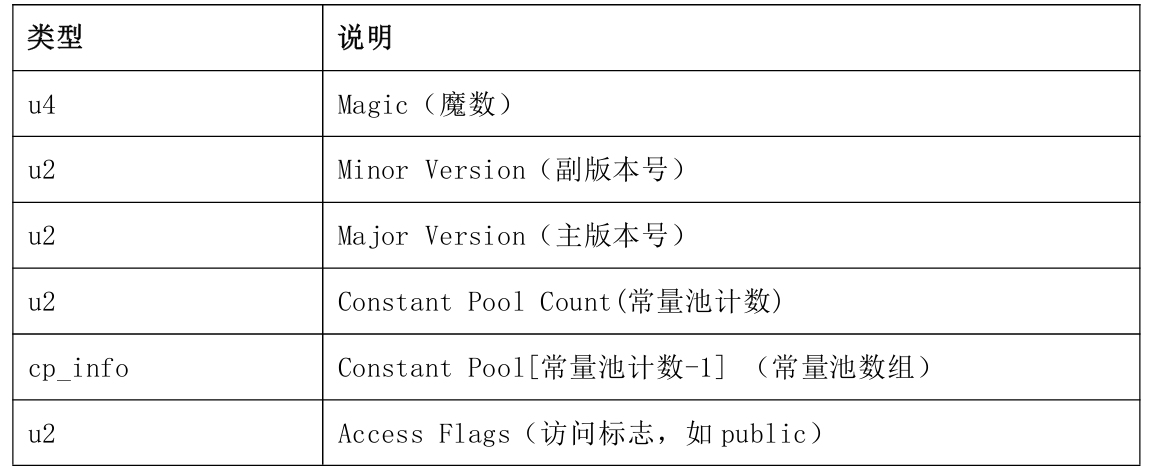 类型 说明
u4 Magic（魔数）
u2 Minor Version（副版本号）
u2 Major Version（主版本号）
u2 Constant Pool Count(常量池计数)
cp_info Constant Pool[常量池计数-1] （常量池数组）
u2 Access Flags（访问标志，如 public）